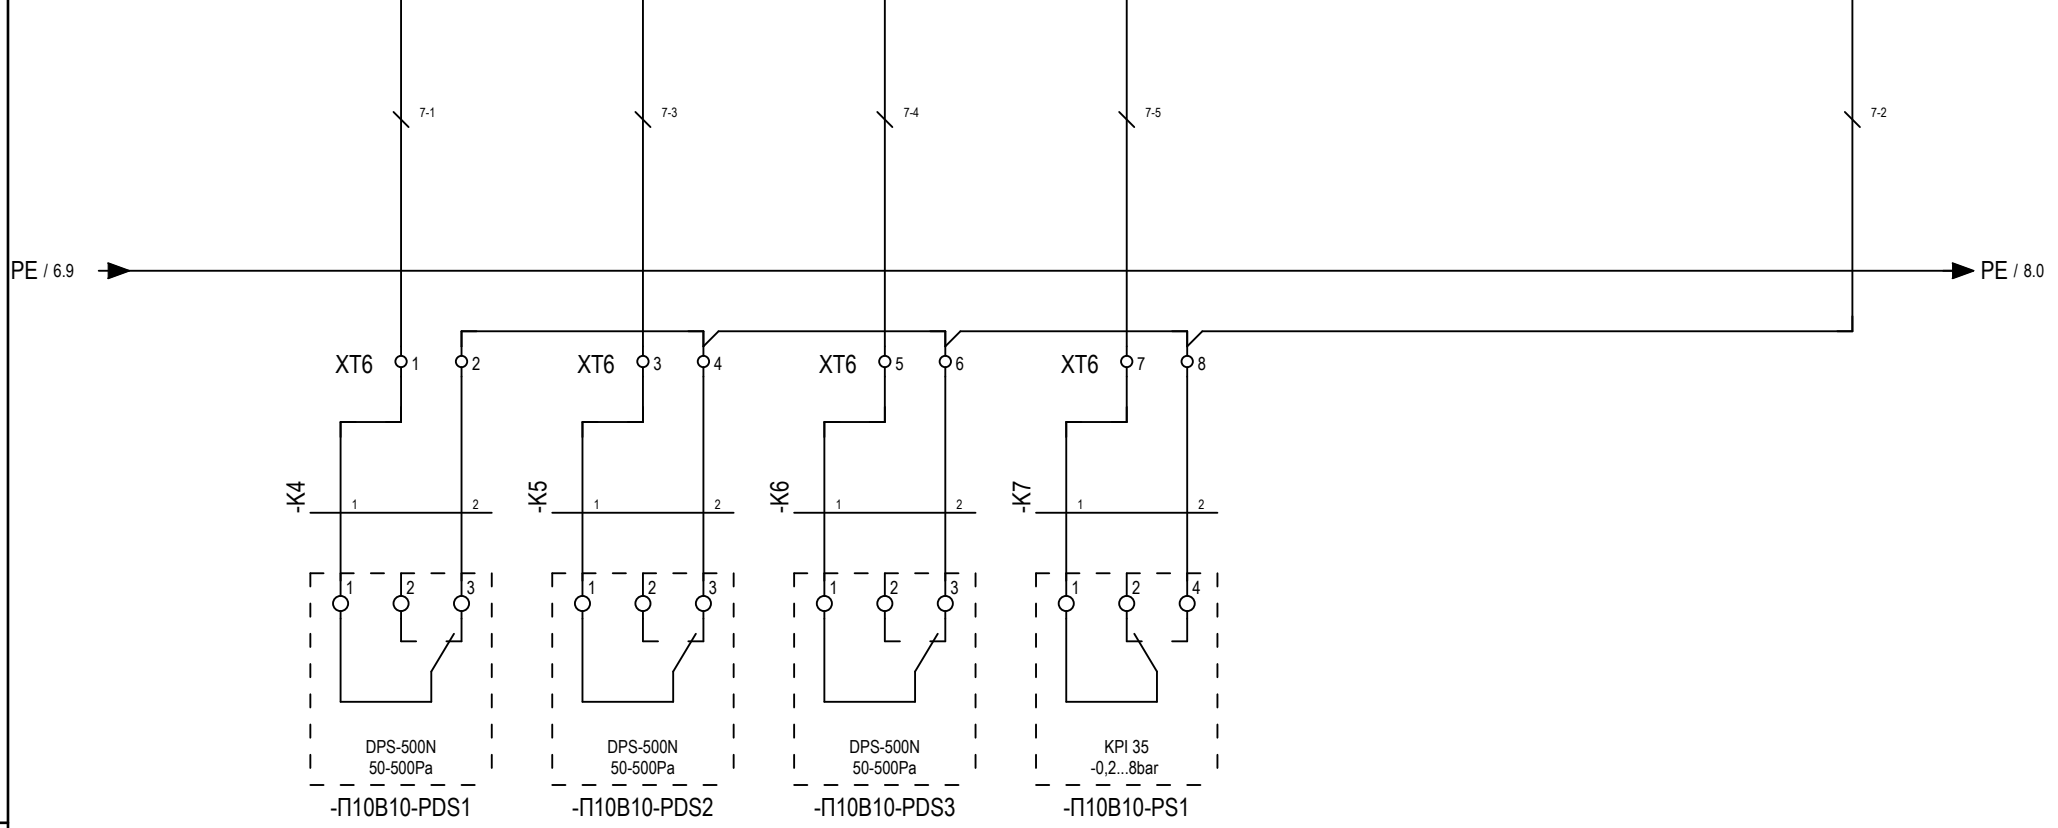 7-1 7-3 7-4 7-5 7-2
PE / 6.9 PE / 8.0
XT6 1 2 XT6 3 4 XT6 5 6 XT6 7 8
-K4 1 2 -K5 1 2 -K6 1 2 -K7 1 2
1 2 3 1 2 3 1 2 3 1 2 4
DPS-500N DPS-500N DPS-500N KPI 35
50-500Pa 50-500Pa 50-500Pa -0,2...8bar
-П10В10-PDS1 -П10В10-PDS2 -П10В10-PDS3 -П10В10-PS1